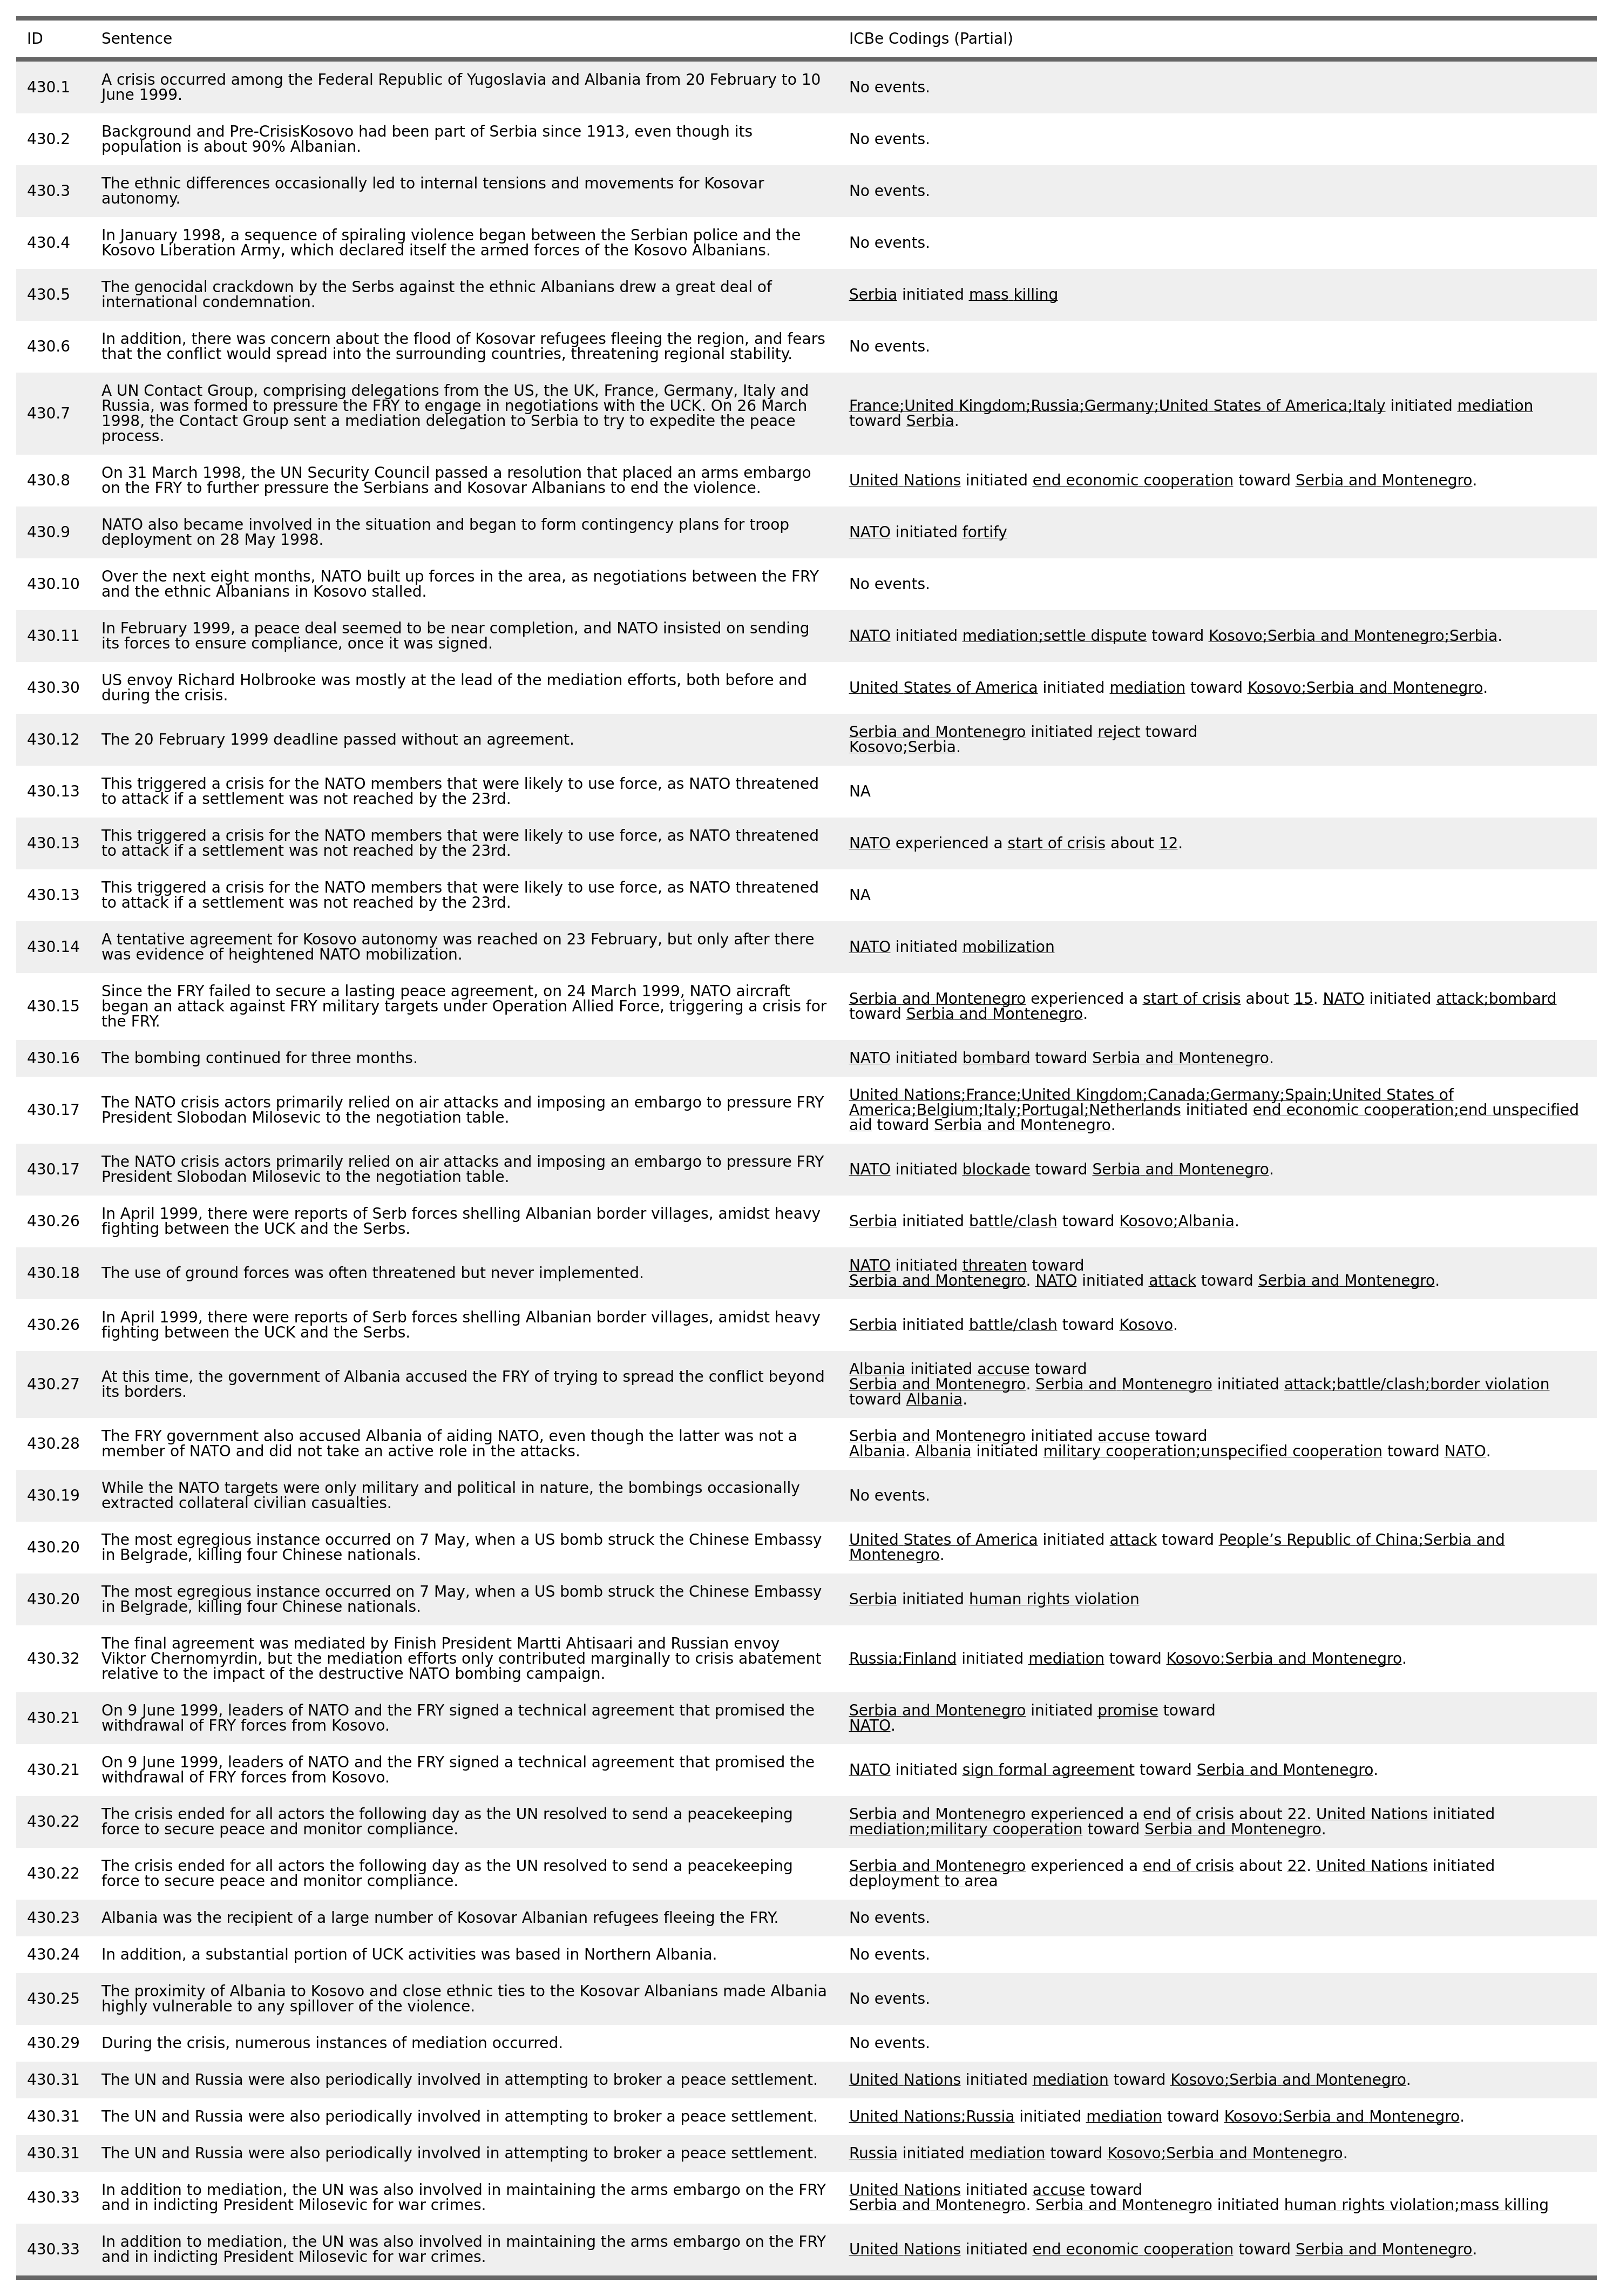 ID Sentence ICBe Codings (Partial)
430.1 A crisis occurred among the Federal Republic of Yugoslavia and Albania from 20 February to 10
June 1999. No events.
430.2 Background and Pre-CrisisKosovo had been part of Serbia since 1913, even though its
population is about 90% Albanian. No events.
430.3 The ethnic differences occasionally led to internal tensions and movements for Kosovar
autonomy. No events.
430.4 In January 1998, a sequence of spiraling violence began between the Serbian police and the
Kosovo Liberation Army, which declared itself the armed forces of the Kosovo Albanians. No events.
430.5 The genocidal crackdown by the Serbs against the ethnic Albanians drew a great deal of
international condemnation. Serbia initiated mass killing
430.6 In addition, there was concern about the flood of Kosovar refugees fleeing the region, and fears
that the conflict would spread into the surrounding countries, threatening regional stability. No events.
430.7 A UN Contact Group, comprising delegations from the US, the UK, France, Germany, Italy and
Russia, was formed to pressure the FRY to engage in negotiations with the UCK. On 26 March
1998, the Contact Group sent a mediation delegation to Serbia to try to expedite the peace
process.
France;United Kingdom;Russia;Germany;United States of America;Italy initiated mediation
toward Serbia.
430.8 On 31 March 1998, the UN Security Council passed a resolution that placed an arms embargo
on the FRY to further pressure the Serbians and Kosovar Albanians to end the violence.
United Nations initiated end economic cooperation toward Serbia and Montenegro.
430.9 NATO also became involved in the situation and began to form contingency plans for troop
deployment on 28 May 1998.
NATO initiated fortify
430.10 Over the next eight months, NATO built up forces in the area, as negotiations between the FRY
and the ethnic Albanians in Kosovo stalled.
No events.
430.11 In February 1999, a peace deal seemed to be near completion, and NATO insisted on sending
its forces to ensure compliance, once it was signed.
NATO initiated mediation;settle dispute toward Kosovo;Serbia and Montenegro;Serbia.
430.30 US envoy Richard Holbrooke was mostly at the lead of the mediation efforts, both before and
during the crisis.
United States of America initiated mediation toward Kosovo;Serbia and Montenegro.
430.12 The 20 February 1999 deadline passed without an agreement.
Serbia and Montenegro initiated reject toward
Kosovo;Serbia.
430.13 This triggered a crisis for the NATO members that were likely to use force, as NATO threatened
to attack if a settlement was not reached by the 23rd.
NA
430.13 This triggered a crisis for the NATO members that were likely to use force, as NATO threatened
to attack if a settlement was not reached by the 23rd.
NATO experienced a start of crisis about 12.
430.13 This triggered a crisis for the NATO members that were likely to use force, as NATO threatened
to attack if a settlement was not reached by the 23rd.
NA
430.14 A tentative agreement for Kosovo autonomy was reached on 23 February, but only after there
was evidence of heightened NATO mobilization.
NATO initiated mobilization
430.15 Since the FRY failed to secure a lasting peace agreement, on 24 March 1999, NATO aircraft
began an attack against FRY military targets under Operation Allied Force, triggering a crisis for
the FRY.
Serbia and Montenegro experienced a start of crisis about 15. NATO initiated attack;bombard
toward Serbia and Montenegro.
430.16 The bombing continued for three months.
NATO initiated bombard toward Serbia and Montenegro.
430.17 The NATO crisis actors primarily relied on air attacks and imposing an embargo to pressure FRY
President Slobodan Milosevic to the negotiation table.
United Nations;France;United Kingdom;Canada;Germany;Spain;United States of
America;Belgium;Italy;Portugal;Netherlands initiated end economic cooperation;end unspecified
aid toward Serbia and Montenegro.
430.17 The NATO crisis actors primarily relied on air attacks and imposing an embargo to pressure FRY
President Slobodan Milosevic to the negotiation table.
NATO initiated blockade toward Serbia and Montenegro.
430.26 In April 1999, there were reports of Serb forces shelling Albanian border villages, amidst heavy
fighting between the UCK and the Serbs.
Serbia initiated battle/clash toward Kosovo;Albania.
430.18 The use of ground forces was often threatened but never implemented.
NATO initiated threaten toward
Serbia and Montenegro. NATO initiated attack toward Serbia and Montenegro.
430.26 In April 1999, there were reports of Serb forces shelling Albanian border villages, amidst heavy
fighting between the UCK and the Serbs.
Serbia initiated battle/clash toward Kosovo.
430.27 At this time, the government of Albania accused the FRY of trying to spread the conflict beyond
its borders.
Albania initiated accuse toward
Serbia and Montenegro. Serbia and Montenegro initiated attack;battle/clash;border violation
toward Albania.
430.28 The FRY government also accused Albania of aiding NATO, even though the latter was not a
member of NATO and did not take an active role in the attacks.
Serbia and Montenegro initiated accuse toward
Albania. Albania initiated military cooperation;unspecified cooperation toward NATO.
430.19 While the NATO targets were only military and political in nature, the bombings occasionally
extracted collateral civilian casualties.
No events.
430.20 The most egregious instance occurred on 7 May, when a US bomb struck the Chinese Embassy
in Belgrade, killing four Chinese nationals.
United States of America initiated attack toward People’s Republic of China;Serbia and
Montenegro.
430.20 The most egregious instance occurred on 7 May, when a US bomb struck the Chinese Embassy
in Belgrade, killing four Chinese nationals.
Serbia initiated human rights violation
430.32 The final agreement was mediated by Finish President Martti Ahtisaari and Russian envoy
Viktor Chernomyrdin, but the mediation efforts only contributed marginally to crisis abatement
relative to the impact of the destructive NATO bombing campaign.
Russia;Finland initiated mediation toward Kosovo;Serbia and Montenegro.
430.21 On 9 June 1999, leaders of NATO and the FRY signed a technical agreement that promised the
withdrawal of FRY forces from Kosovo.
Serbia and Montenegro initiated promise toward
NATO.
430.21 On 9 June 1999, leaders of NATO and the FRY signed a technical agreement that promised the
withdrawal of FRY forces from Kosovo.
NATO initiated sign formal agreement toward Serbia and Montenegro.
430.22 The crisis ended for all actors the following day as the UN resolved to send a peacekeeping
force to secure peace and monitor compliance.
Serbia and Montenegro experienced a end of crisis about 22. United Nations initiated
mediation;military cooperation toward Serbia and Montenegro.
430.22 The crisis ended for all actors the following day as the UN resolved to send a peacekeeping
force to secure peace and monitor compliance.
Serbia and Montenegro experienced a end of crisis about 22. United Nations initiated
deployment to area
430.23 Albania was the recipient of a large number of Kosovar Albanian refugees fleeing the FRY. No events.
430.24 In addition, a substantial portion of UCK activities was based in Northern Albania. No events.
430.25 The proximity of Albania to Kosovo and close ethnic ties to the Kosovar Albanians made Albania
highly vulnerable to any spillover of the violence.
No events.
430.29 During the crisis, numerous instances of mediation occurred. No events.
430.31 The UN and Russia were also periodically involved in attempting to broker a peace settlement. United Nations initiated mediation toward Kosovo;Serbia and Montenegro.
430.31 The UN and Russia were also periodically involved in attempting to broker a peace settlement. United Nations;Russia initiated mediation toward Kosovo;Serbia and Montenegro.
430.31 The UN and Russia were also periodically involved in attempting to broker a peace settlement. Russia initiated mediation toward Kosovo;Serbia and Montenegro.
430.33 In addition to mediation, the UN was also involved in maintaining the arms embargo on the FRY
and in indicting President Milosevic for war crimes.
United Nations initiated accuse toward
Serbia and Montenegro. Serbia and Montenegro initiated human rights violation;mass killing
430.33 In addition to mediation, the UN was also involved in maintaining the arms embargo on the FRY
and in indicting President Milosevic for war crimes.
United Nations initiated end economic cooperation toward Serbia and Montenegro.